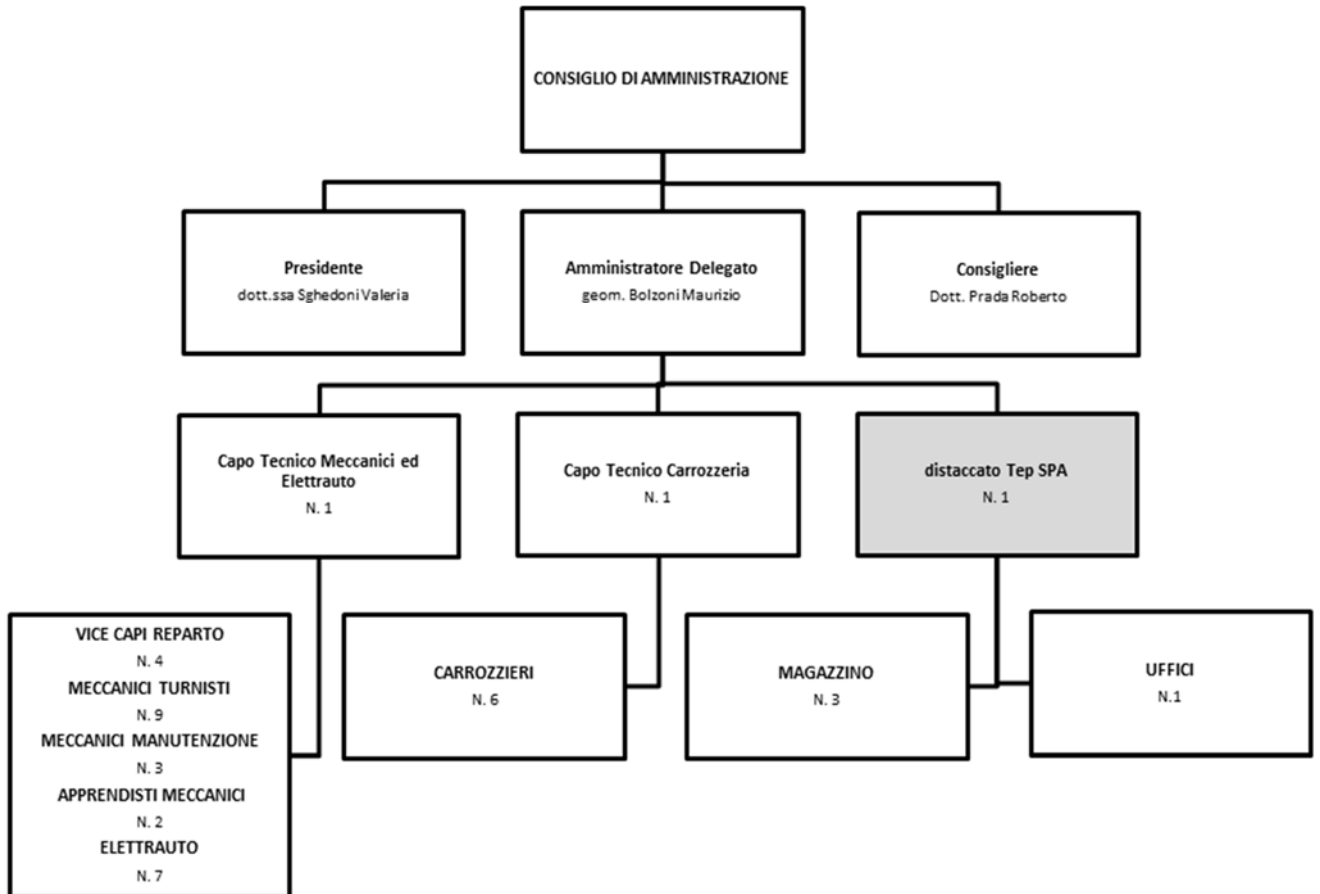 CONSIGLIO DI AMMINISTRAZIONE
Presidente
dott.ssa Sghedoni Valeria
Amministratore Delegato
geom. Bolzoni Maurizio
Consigliere
Dott. Prada Roberto
Capo Tecnico Meccanici ed
Elettrauto
N. 1
Capo Tecnico Carrozzeria
N. 1
distaccato Tep SPA
N. 1
VICE CAPI REPARTO
N. 4
MECCANICI TURNISTI
N. 9
MECCANICI MANUTENZIONE
N. 3
APPRENDISTI MECCANICI
N. 2
ELETTRAUTO
N. 7
CARROZZIERI
N. 6
MAGAZZINO
N. 3
UFFICI
N.1